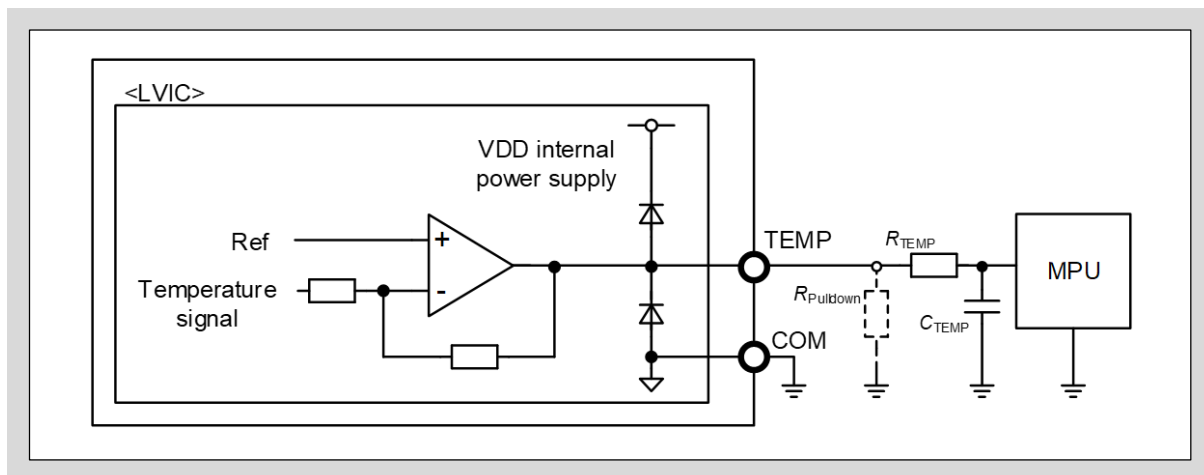 <LVIC>
VDD internal
power supply
Ref
+
-
Temperature
signal
TEMP
COM
RTEMP
RPulldown
CTEMP
MPU